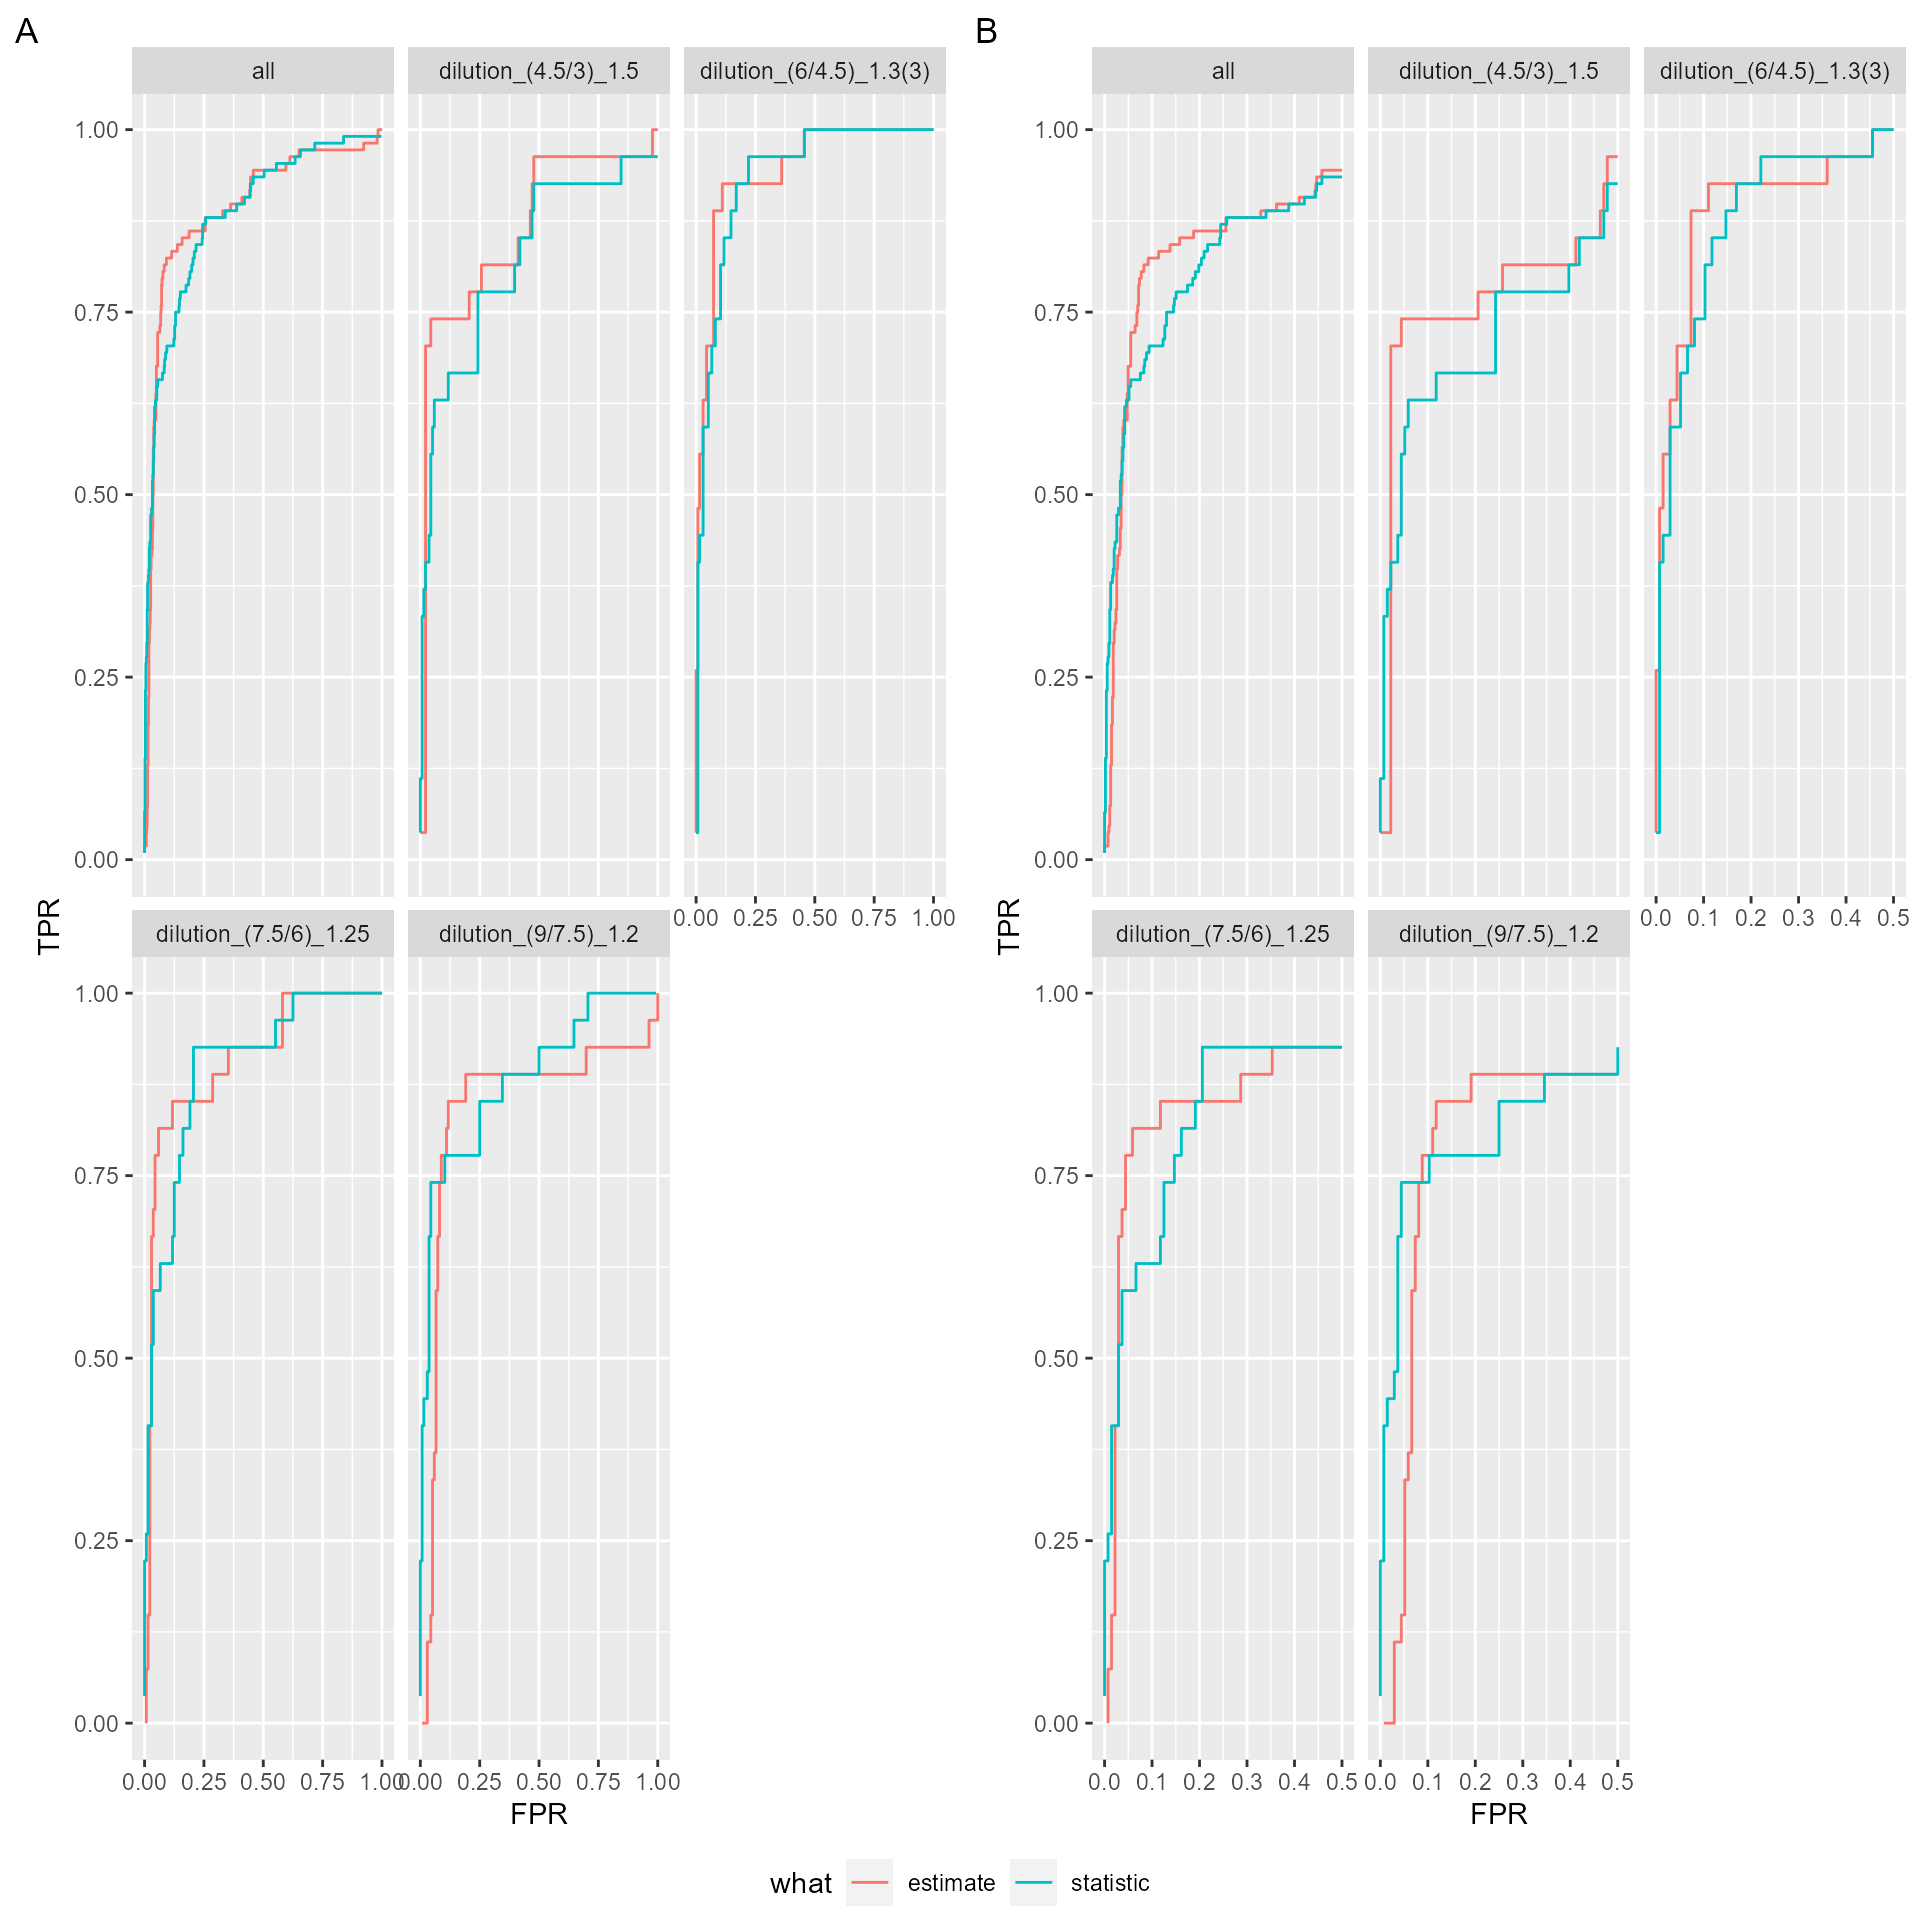 A
B
all
dilution_(4.5/3)_1.5
dilution_(6/4.5)_1.3(3)
all
dilution_(4.5/3)_1.5
dilution_(6/4.5)_1.3(3)
1.00
0.75
0.50
0.25
0.00
1.00
0.75
0.50
0.25
0.00
0.00 0.25 0.50 0.75 1.00
0.0 0.1 0.2 0.3 0.4 0.5
TPR
TPR
dilution_(7.5/6)_1.25
dilution_(9/7.5)_1.2
dilution_(7.5/6)_1.25
dilution_(9/7.5)_1.2
1.00
0.75
0.50
0.25
0.00
1.00
0.75
0.50
0.25
0.00
0.00 0.25 0.50 0.75 1.00
0.00 0.25 0.50 0.75 1.00
0.0 0.1 0.2 0.3 0.4 0.5
0.0 0.1 0.2 0.3 0.4 0.5
FPR
FPR
what estimate statistic